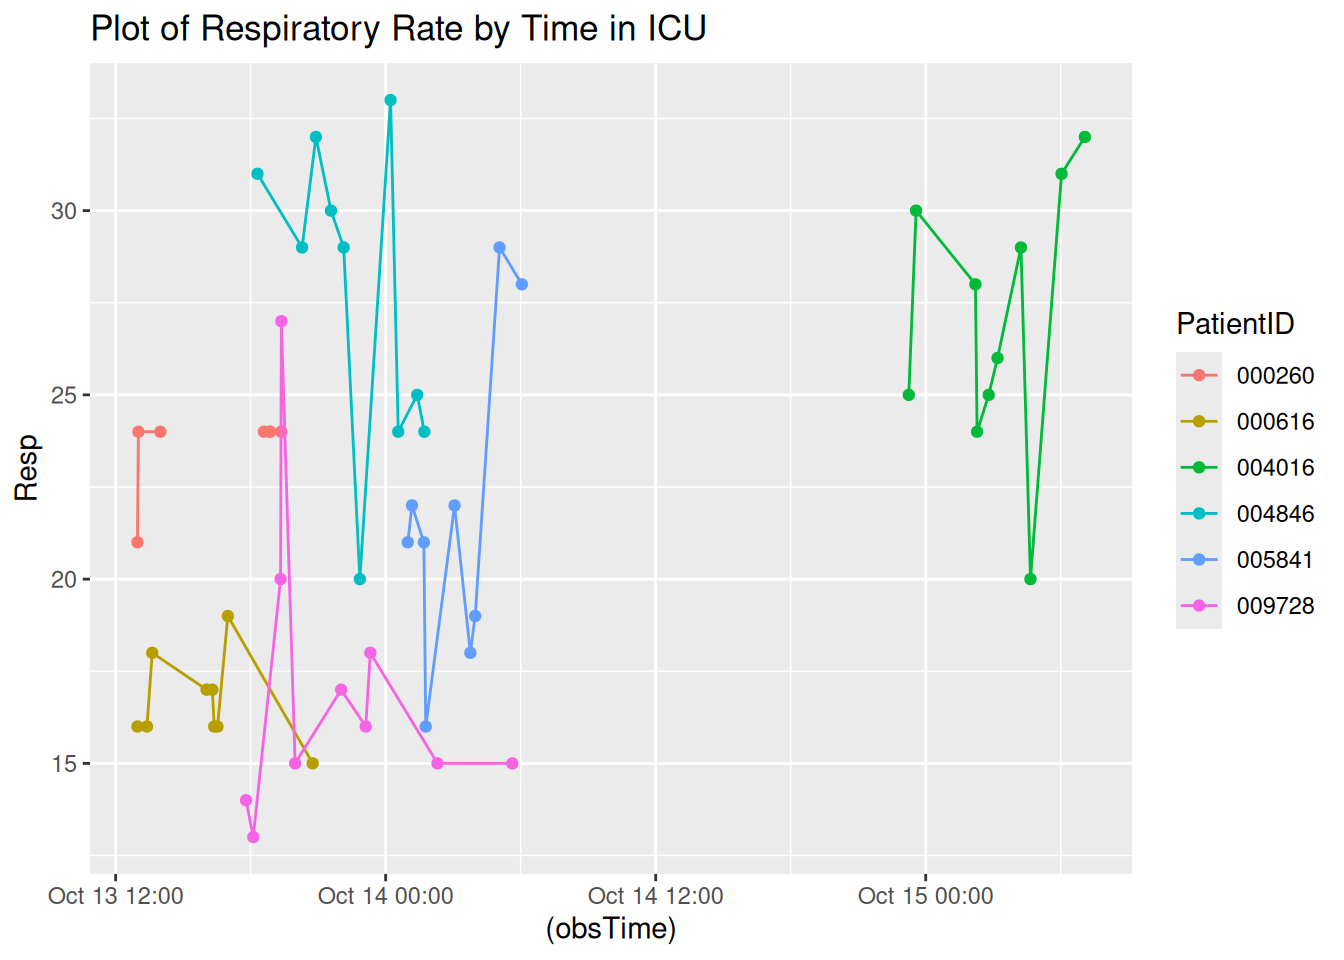 Plot of Respiratory Rate by Time in ICU
Resp
30
25
20
15
Oct 13 12:00
Oct 14 00:00
Oct 14 12:00
Oct 15 00:00
(obsTime)
PatientID
000260
000616
004016
004846
005841
009728